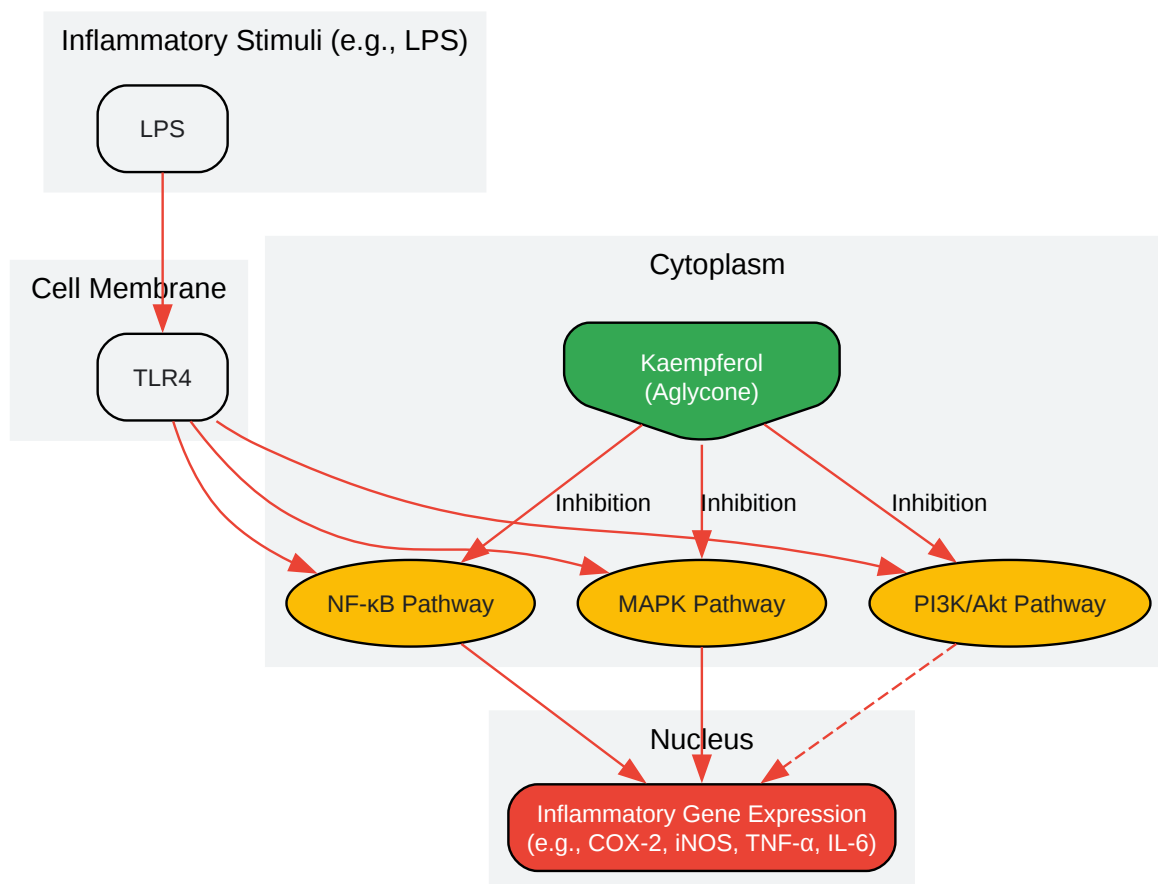 Inflammatory Stimuli (e.g., LPS)
LPS
Cell Membrane
TLR4
Cytoplasm
Kaempferol
(Aglycone)
Inhibition
Inhibition
Inhibition
NF-κB Pathway
MAPK Pathway
PI3K/Akt Pathway
Nucleus
Inflammatory Gene Expression
(e.g., COX-2, iNOS, TNF-α, IL-6)